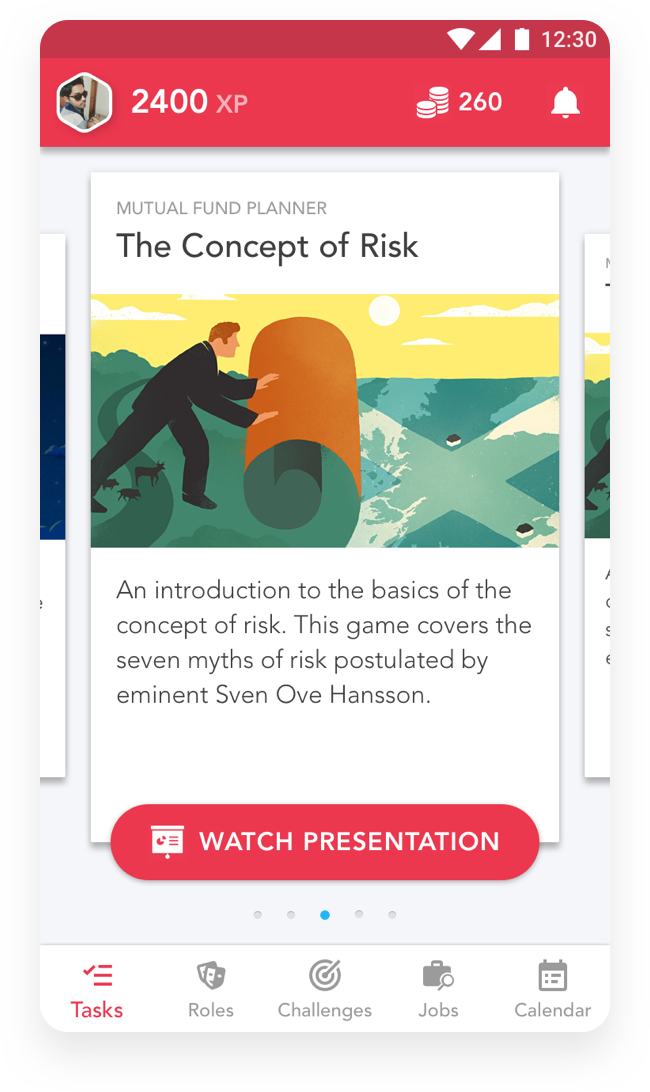 12:30
2400 XP
260
MUTUAL FUND PLANNER
The Concept of Risk
An introduction to the basics of the
concept of risk. This game covers the
seven myths of risk postulated by
eminent Sven Ove Hansson.
WATCH PRESENTATION
Tasks
Roles
Challenges
Jobs
Calendar